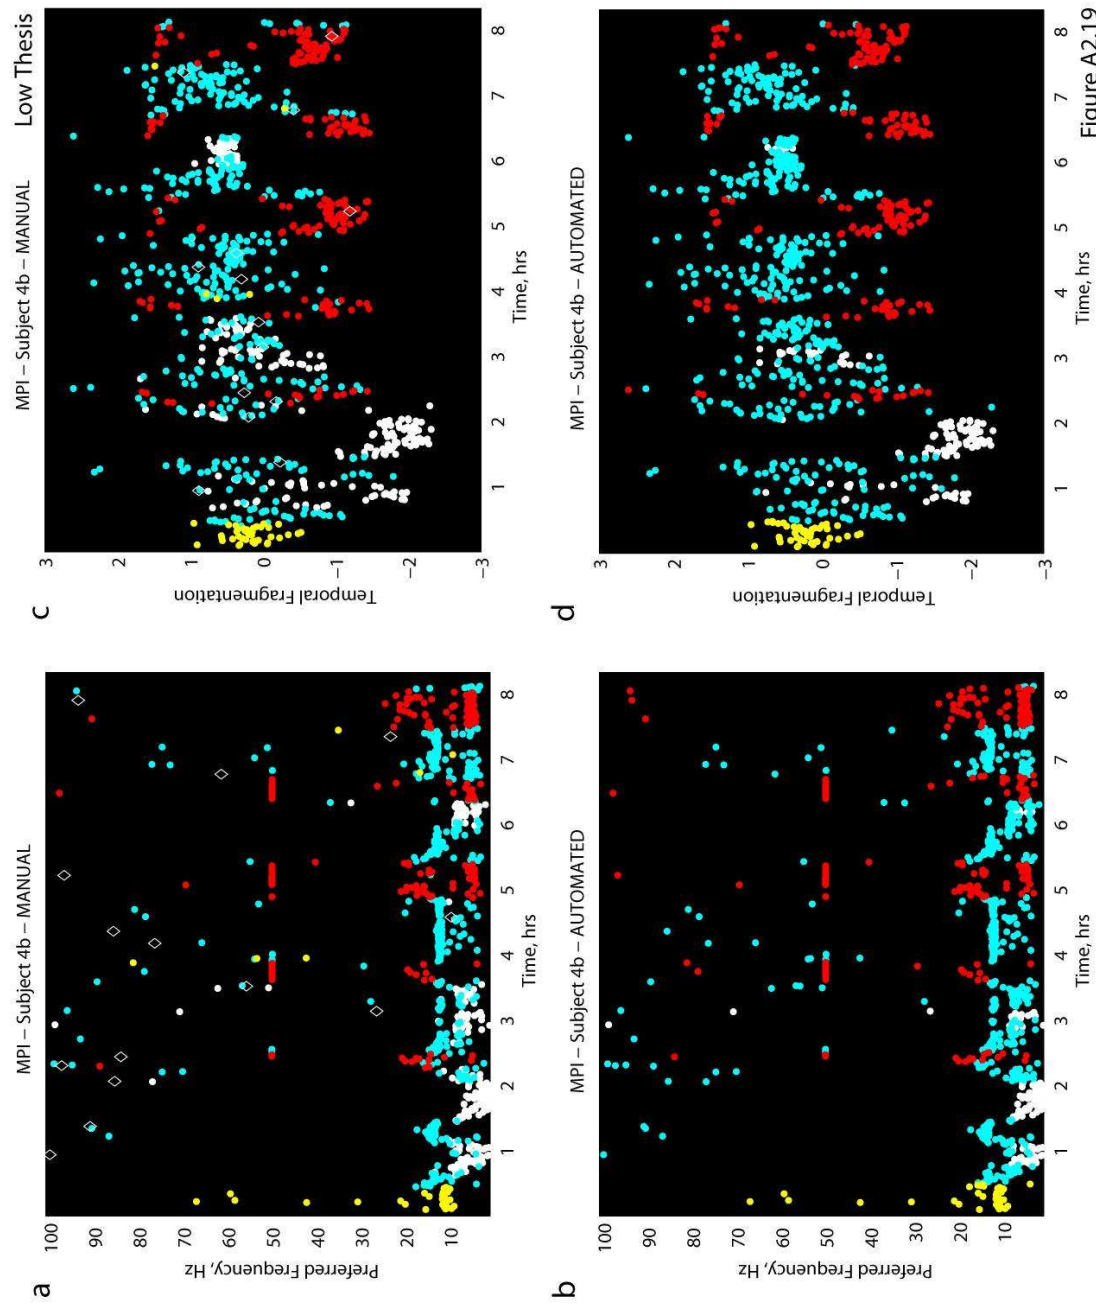 Low Thesis
a
MPI – Subject 4b – MANUAL
Preferred Frequency, Hz
100
90
80
70
60
50
40
30
20
10
1 2 3 4 5 6 7 8
Time, hrs
c
MPI – Subject 4b – MANUAL
Temporal Fragmentation
3
2
1
0
−1
−2
−3
1 2 3 4 5 6 7 8
Time, hrs
b
MPI – Subject 4b – AUTOMATED
Preferred Frequency, Hz
100
90
80
70
60
50
40
30
20
10
1 2 3 4 5 6 7 8
Time, hrs
d
MPI – Subject 4b – AUTOMATED
Temporal Fragmentation
3
2
1
0
−1
−2
−3
1 2 3 4 5 6 7 8
Time, hrs
Figure A2.19